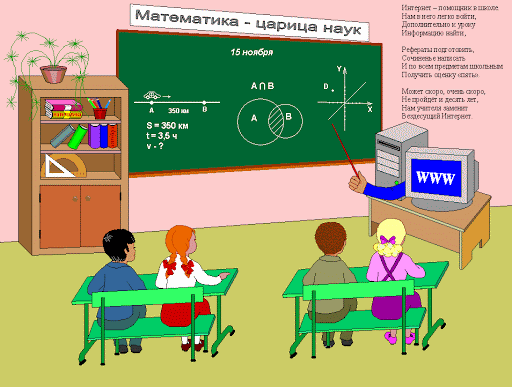 Математика - царица наук
Интернет – помощник в школе.
Нам в него легко войти,
Дополнительно к уроку
Информацию найти,
Рефераты подготовить,
Сочиненье написать
И по всем предметам школьным
Получить оценку «пять».
Может скоро, очень скоро,
Не пройдёт и десять лет,
Нам учителя заменит
Вездесущий Интернет.
15 ноября
A∩B
Y
D
X
A 350 км B
A B
S = 350 км
t = 3,5 ч
v - ?
WWW